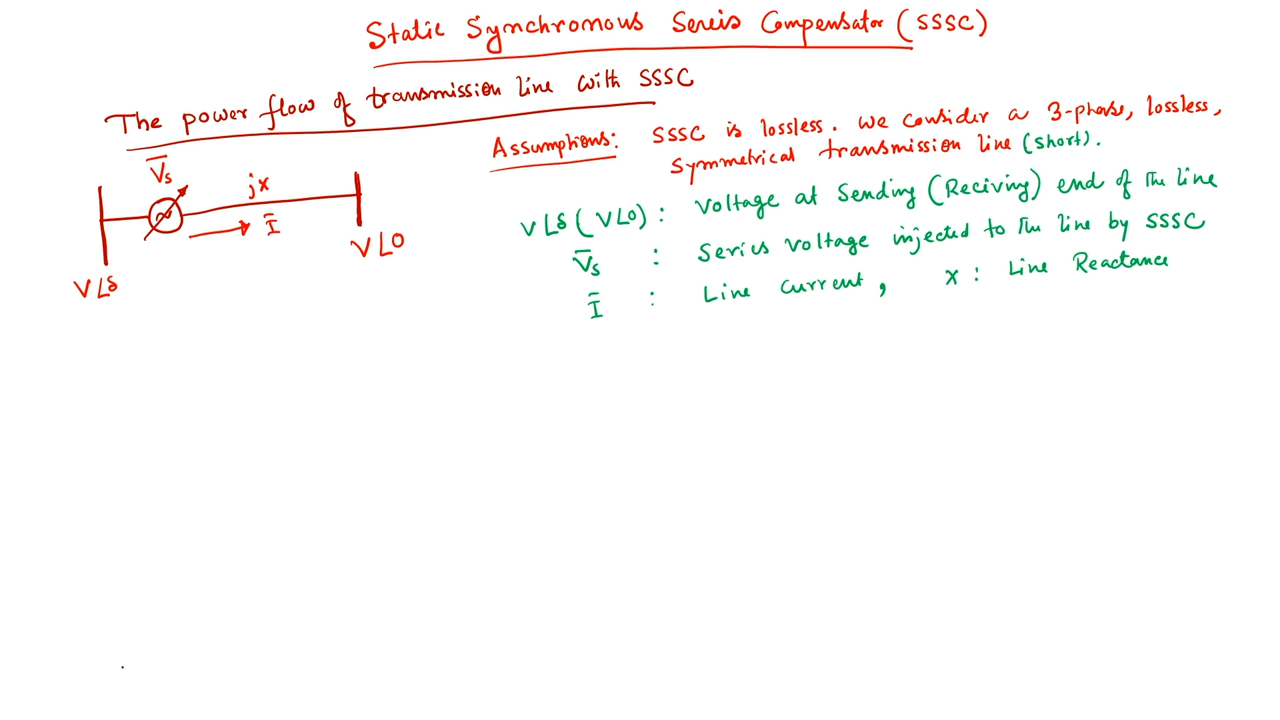 Static Synchromous Sereis Compensator (SSSC)
The power flow of transmission line with SSSC
Assumptions: SSSC is lossless. We consider a 3-phase, lossless,
symmetrical transmission line (short).
V̅s
jx
I̅
V∠0
V∠δ
V∠δ (V∠0) : Voltage at Sending (Reciving) end of the line
V̅s : Series Voltage injected to the line by SSSC
I̅ : Line Current, X : Line Reactance